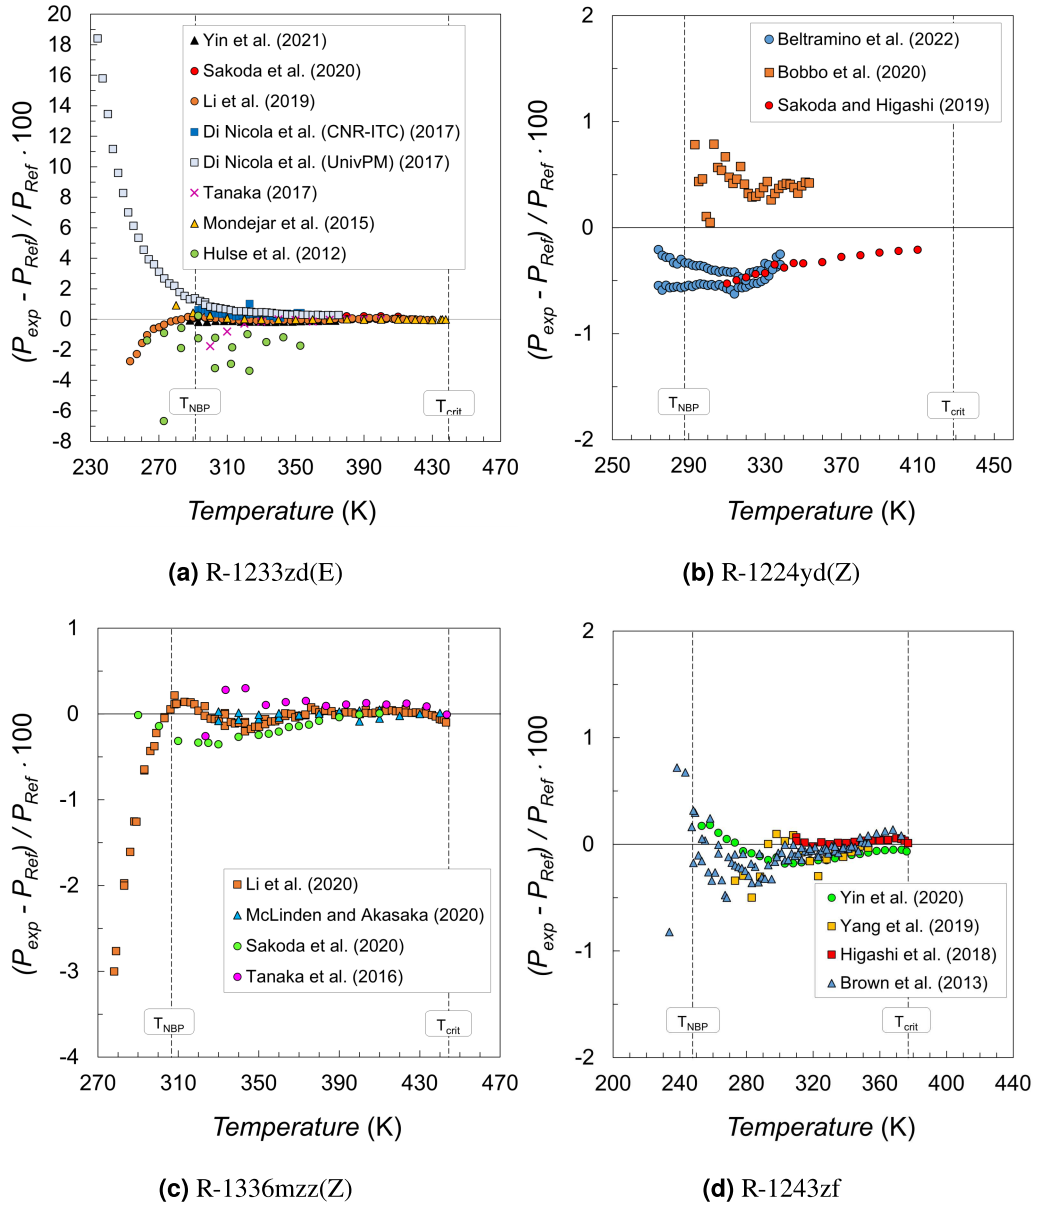 20
18
16
14
12
10
8
6
4
2
0
-2
-4
-6
-8
(P_exp - P_Ref) / P_Ref · 100
Yin et al. (2021)
Sakoda et al. (2020)
Li et al. (2019)
Di Nicola et al. (CNR-ITC) (2017)
Di Nicola et al. (UnivPM) (2017)
Tanaka (2017)
Mondejar et al. (2015)
Hulse et al. (2012)
T_NBP
T_crit
230 270 310 350 390 430 470
Temperature (K)
(a) R-1233zd(E)
2
1
0
-1
-2
(P_exp - P_Ref) / P_Ref · 100
Beltramino et al. (2022)
Bobbo et al. (2020)
Sakoda and Higashi (2019)
T_NBP
T_crit
250 290 330 370 410 450
Temperature (K)
(b) R-1224yd(Z)
1
0
-1
-2
-3
-4
(P_exp - P_Ref) / P_Ref · 100
Li et al. (2020)
McLinden and Akasaka (2020)
Sakoda et al. (2020)
Tanaka et al. (2016)
T_NBP
T_crit
270 310 350 390 430 470
Temperature (K)
(c) R-1336mzz(Z)
2
1
0
-1
-2
(P_exp - P_Ref) / P_Ref · 100
Yin et al. (2020)
Yang et al. (2019)
Higashi et al. (2018)
Brown et al. (2013)
T_NBP
T_crit
200 240 280 320 360 400 440
Temperature (K)
(d) R-1243zf